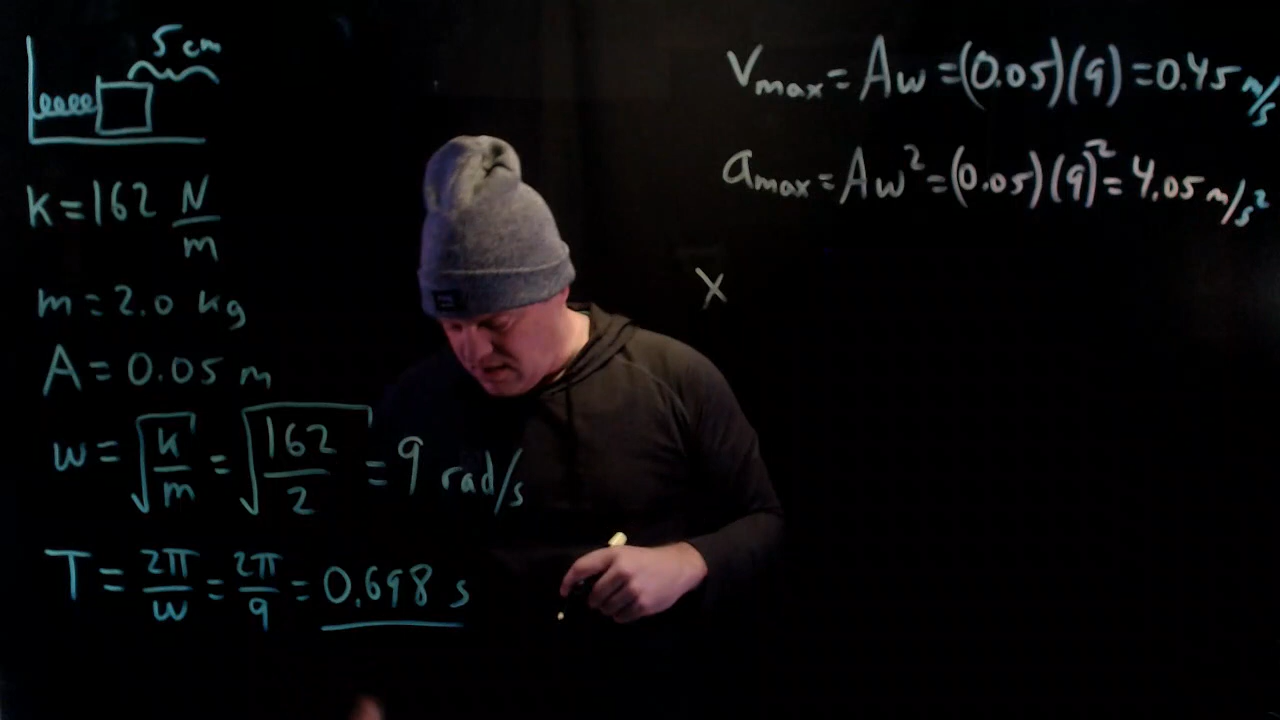 5 cm
k = 162 N/m
m = 2.0 kg
A = 0.05 m
w = √(k/m) = √(162/2) = 9 rad/s
T = 2π/w = 2π/9 = 0.698 s
Vmax = Aw = (0.05)(9) = 0.45 m/s
amax = Aw² = (0.05)(9)² = 4.05 m/s²
x